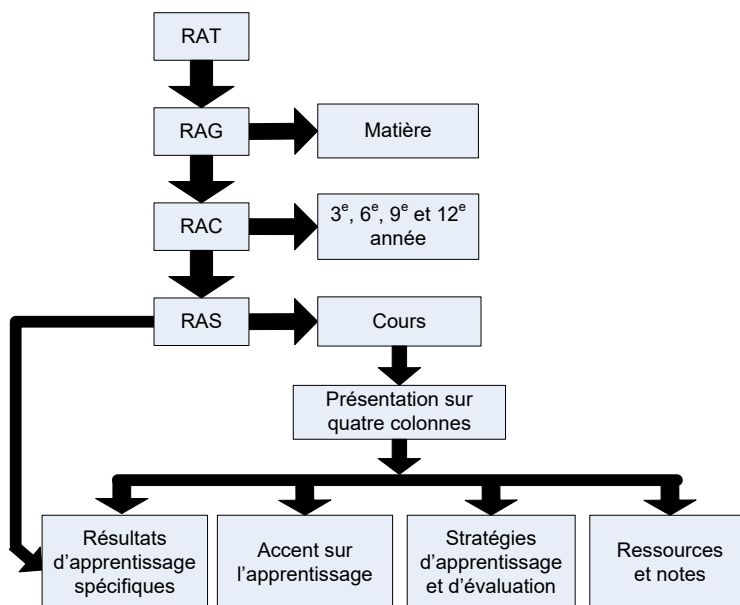 RAT
RAG
Matière
RAC
3e, 6e, 9e et 12e
année
RAS
Cours
Présentation sur
quatre colonnes
Résultats
d’apprentissage
spécifiques
Accent sur
l’apprentissage
Stratégies
d’apprentissage
et d’évaluation
Ressources
et notes